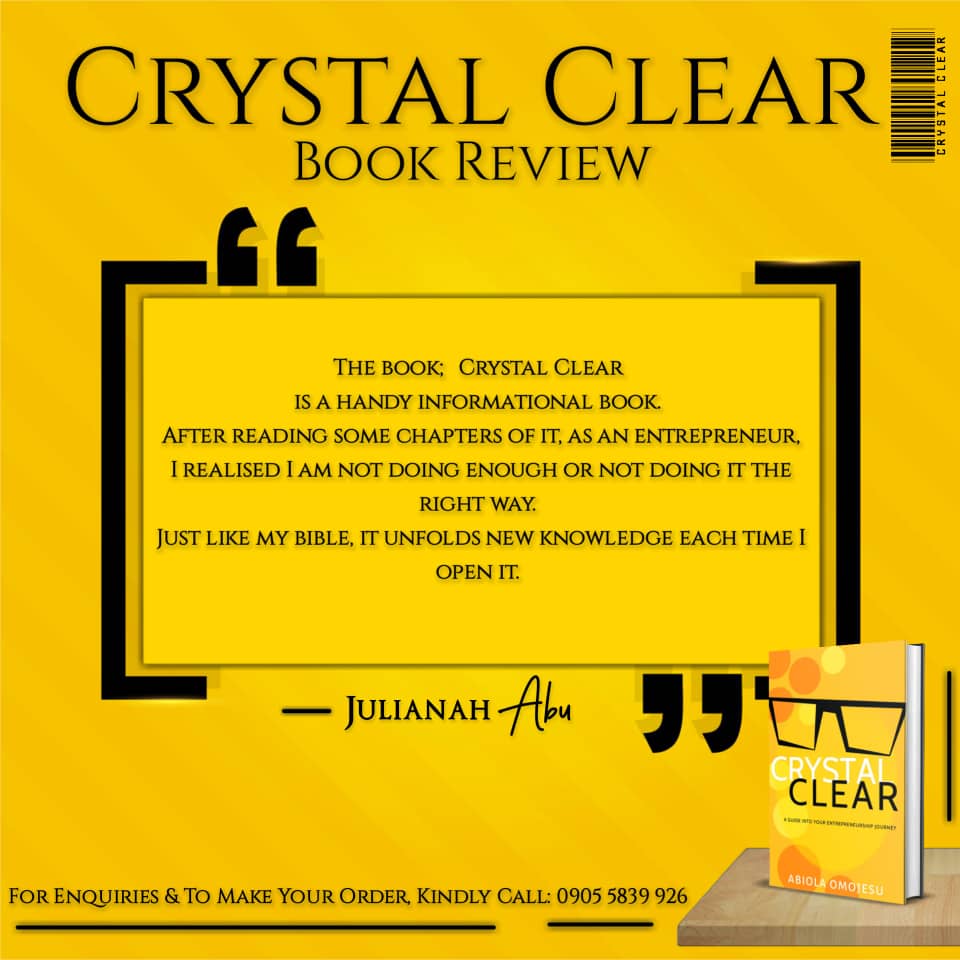 CRYSTAL CLEAR
BOOK REVIEW
CRYSTAL CLEAR
THE BOOK; CRYSTAL CLEAR
IS A HANDY INFORMATIONAL BOOK.
AFTER READING SOME CHAPTERS OF IT, AS AN ENTREPRENEUR,
I REALISED I AM NOT DOING ENOUGH OR NOT DOING IT THE
RIGHT WAY.
JUST LIKE MY BIBLE, IT UNFOLDS NEW KNOWLEDGE EACH TIME I
OPEN IT.
— JULIANAH Abu
CRYSTAL
CLEAR
A GUIDE INTO YOUR ENTREPRENEURSHIP JOURNEY
ABIOLA OMOTESU
FOR ENQUIRIES & TO MAKE YOUR ORDER, KINDLY CALL: 0905 5839 926